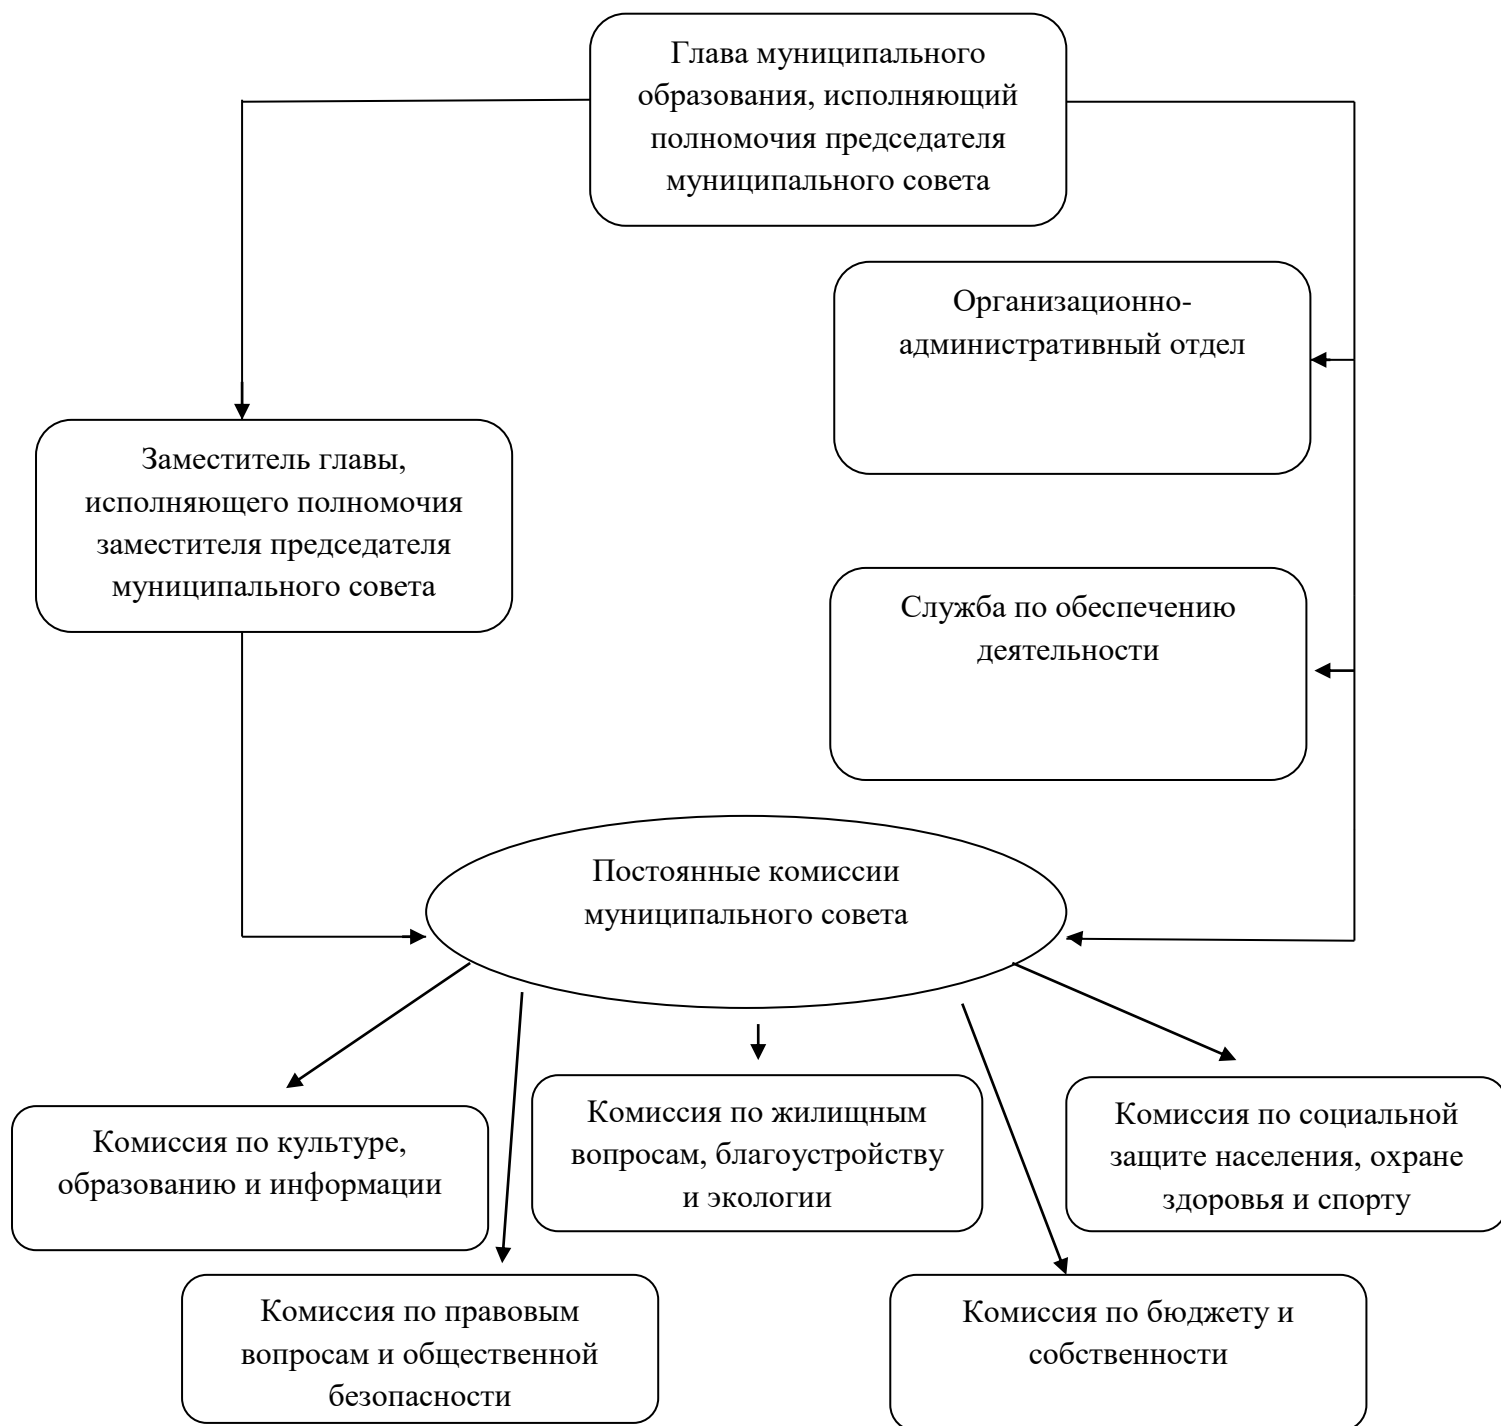 Глава муниципального
образования, исполняющий
полномочия председателя
муниципального совета
Организационно-
административный отдел
Заместитель главы,
исполняющего полномочия
заместителя председателя
муниципального совета
Служба по обеспечению
деятельности
Постоянные комиссии
муниципального совета
Комиссия по культуре,
образованию и информации
Комиссия по жилищным
вопросам, благоустройству
и экологии
Комиссия по социальной
защите населения, охране
здоровья и спорту
Комиссия по правовым
вопросам и общественной
безопасности
Комиссия по бюджету и
собственности